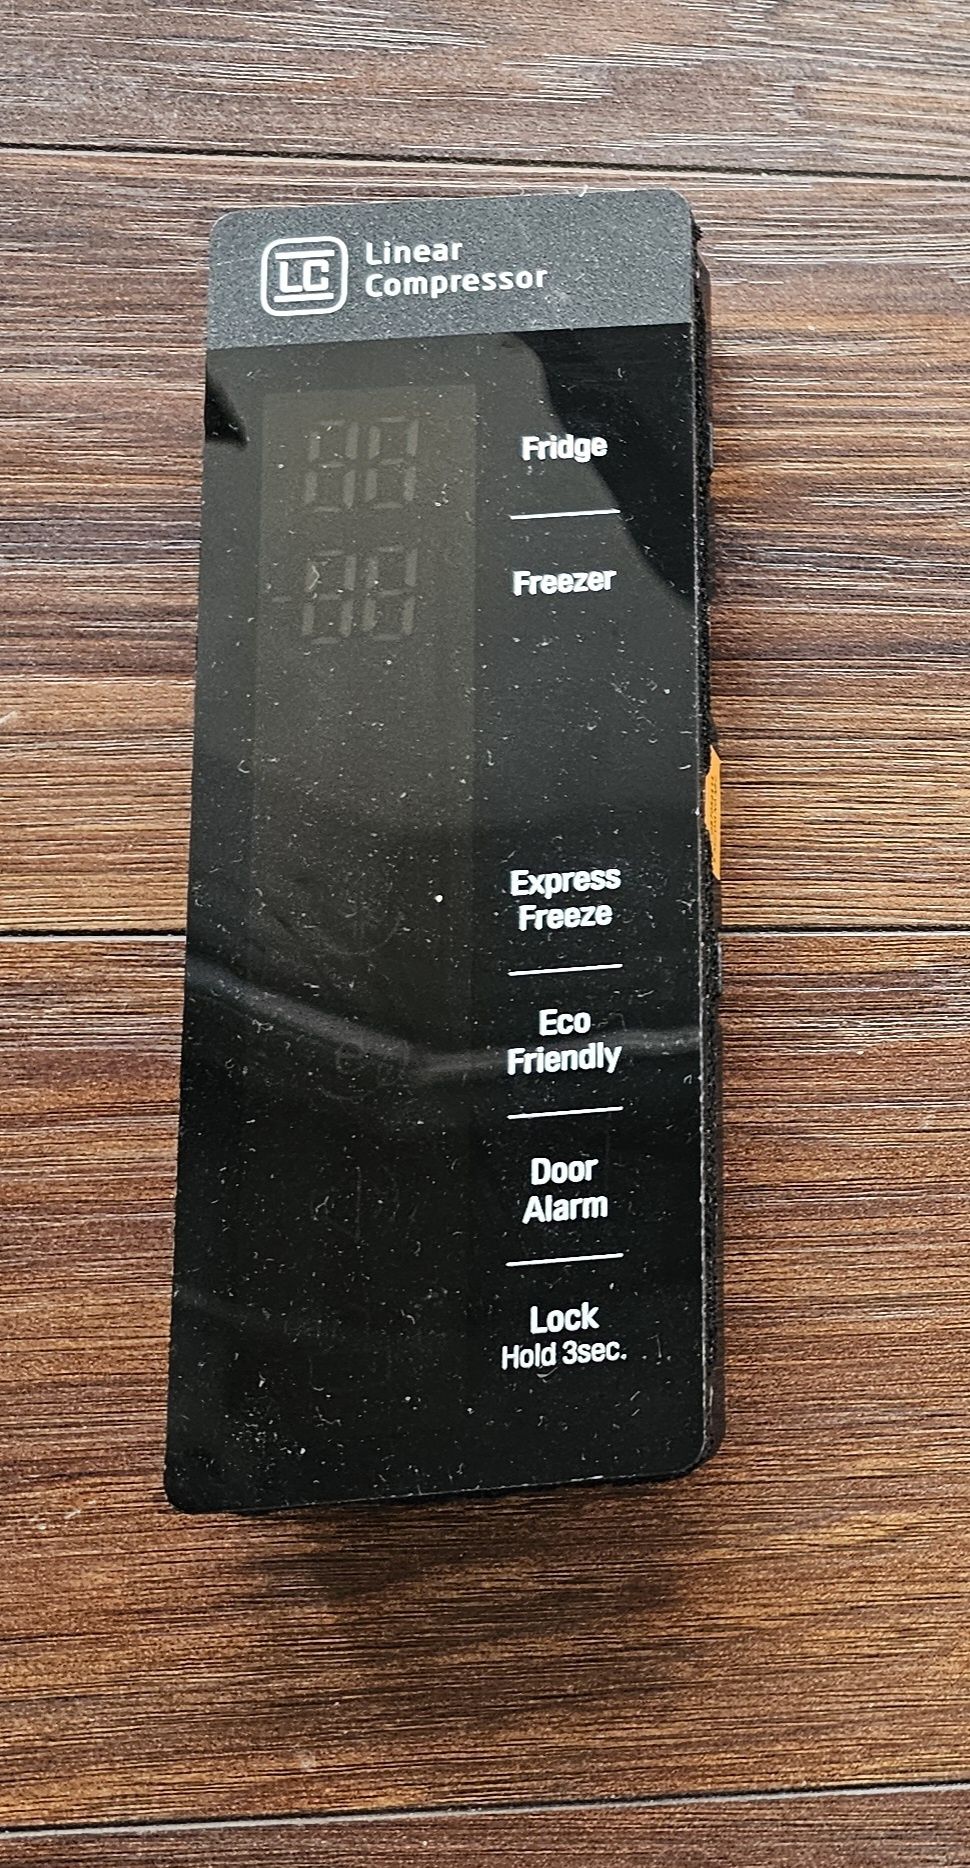 LC
Linear
Compressor
88
Fridge
88
Freezer
Express
Freeze
Eco
Friendly
Door
Alarm
Lock
Hold 3sec.